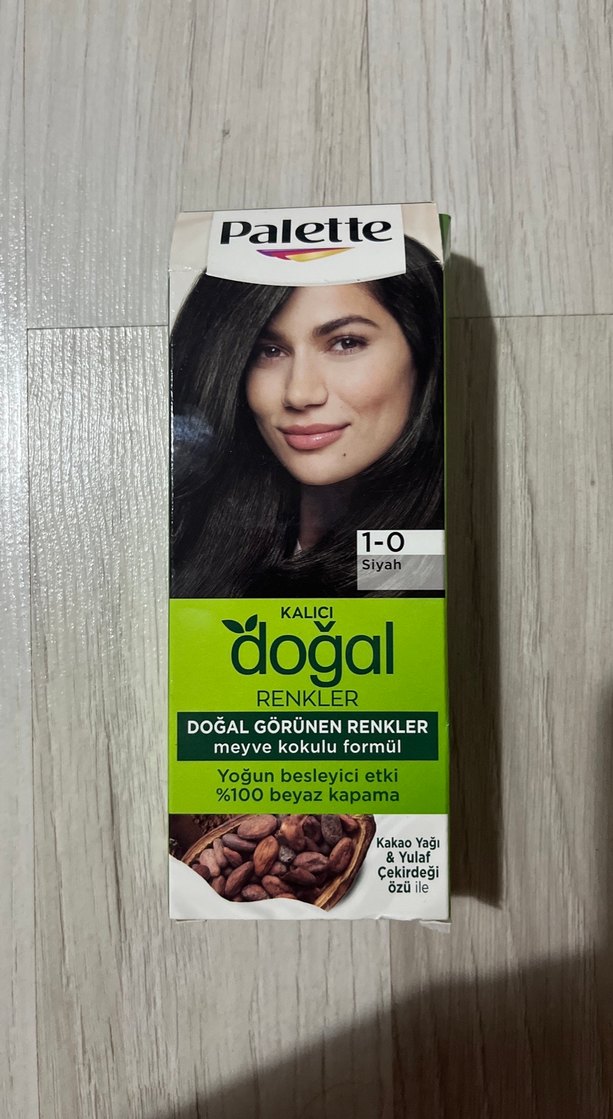 Palette
1-0
Siyah
KALICI
doğal
RENKLER
DOĞAL GÖRÜNEN RENKLER
meyve kokulu formül
Yoğun besleyici etki
%100 beyaz kapama
Kakao Yağı
& Yulaf
Çekirdeği
özü ile